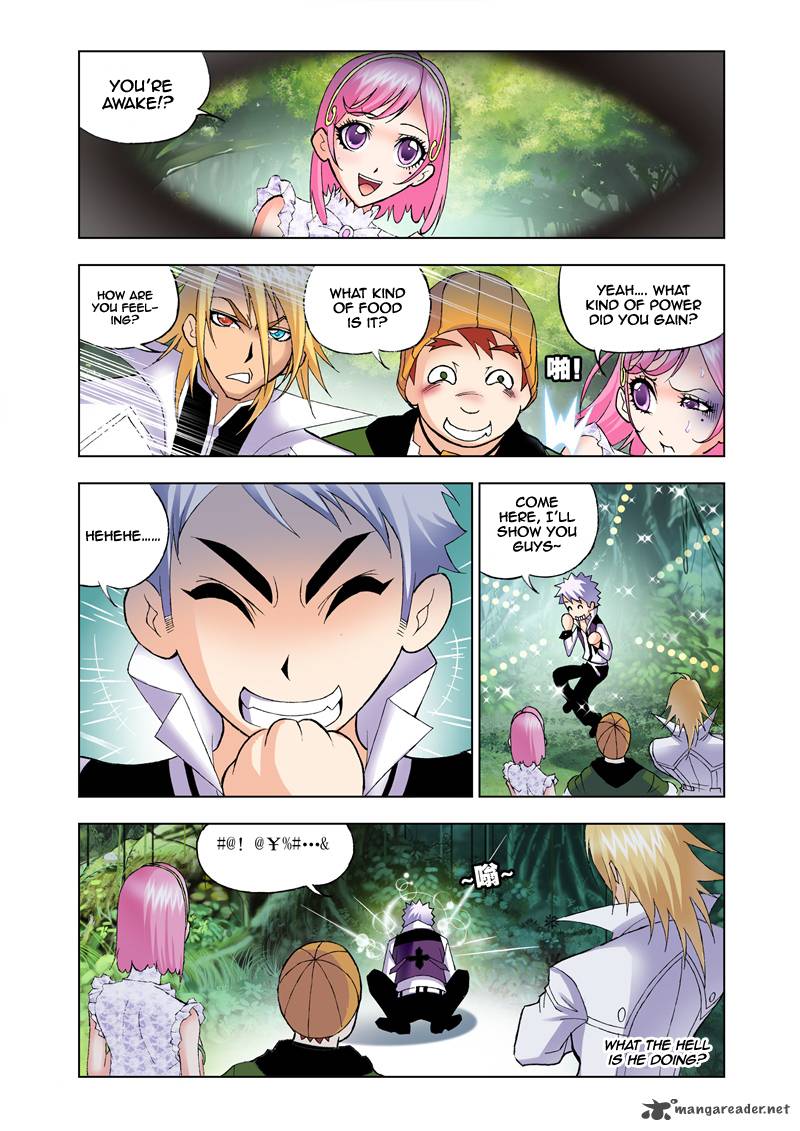 YOU'RE
AWAKE!?
HOW ARE
YOU FEEL-
ING?
WHAT KIND
OF FOOD
IS IT?
YEAH.... WHAT
KIND OF POWER
DID YOU GAIN?
啪!
HEHEHE......
COME
HERE, I'LL
SHOW YOU
GUYS~
#@! @¥%#···&
~嗡~
WHAT THE HELL
IS HE DOING?
mangareader.net